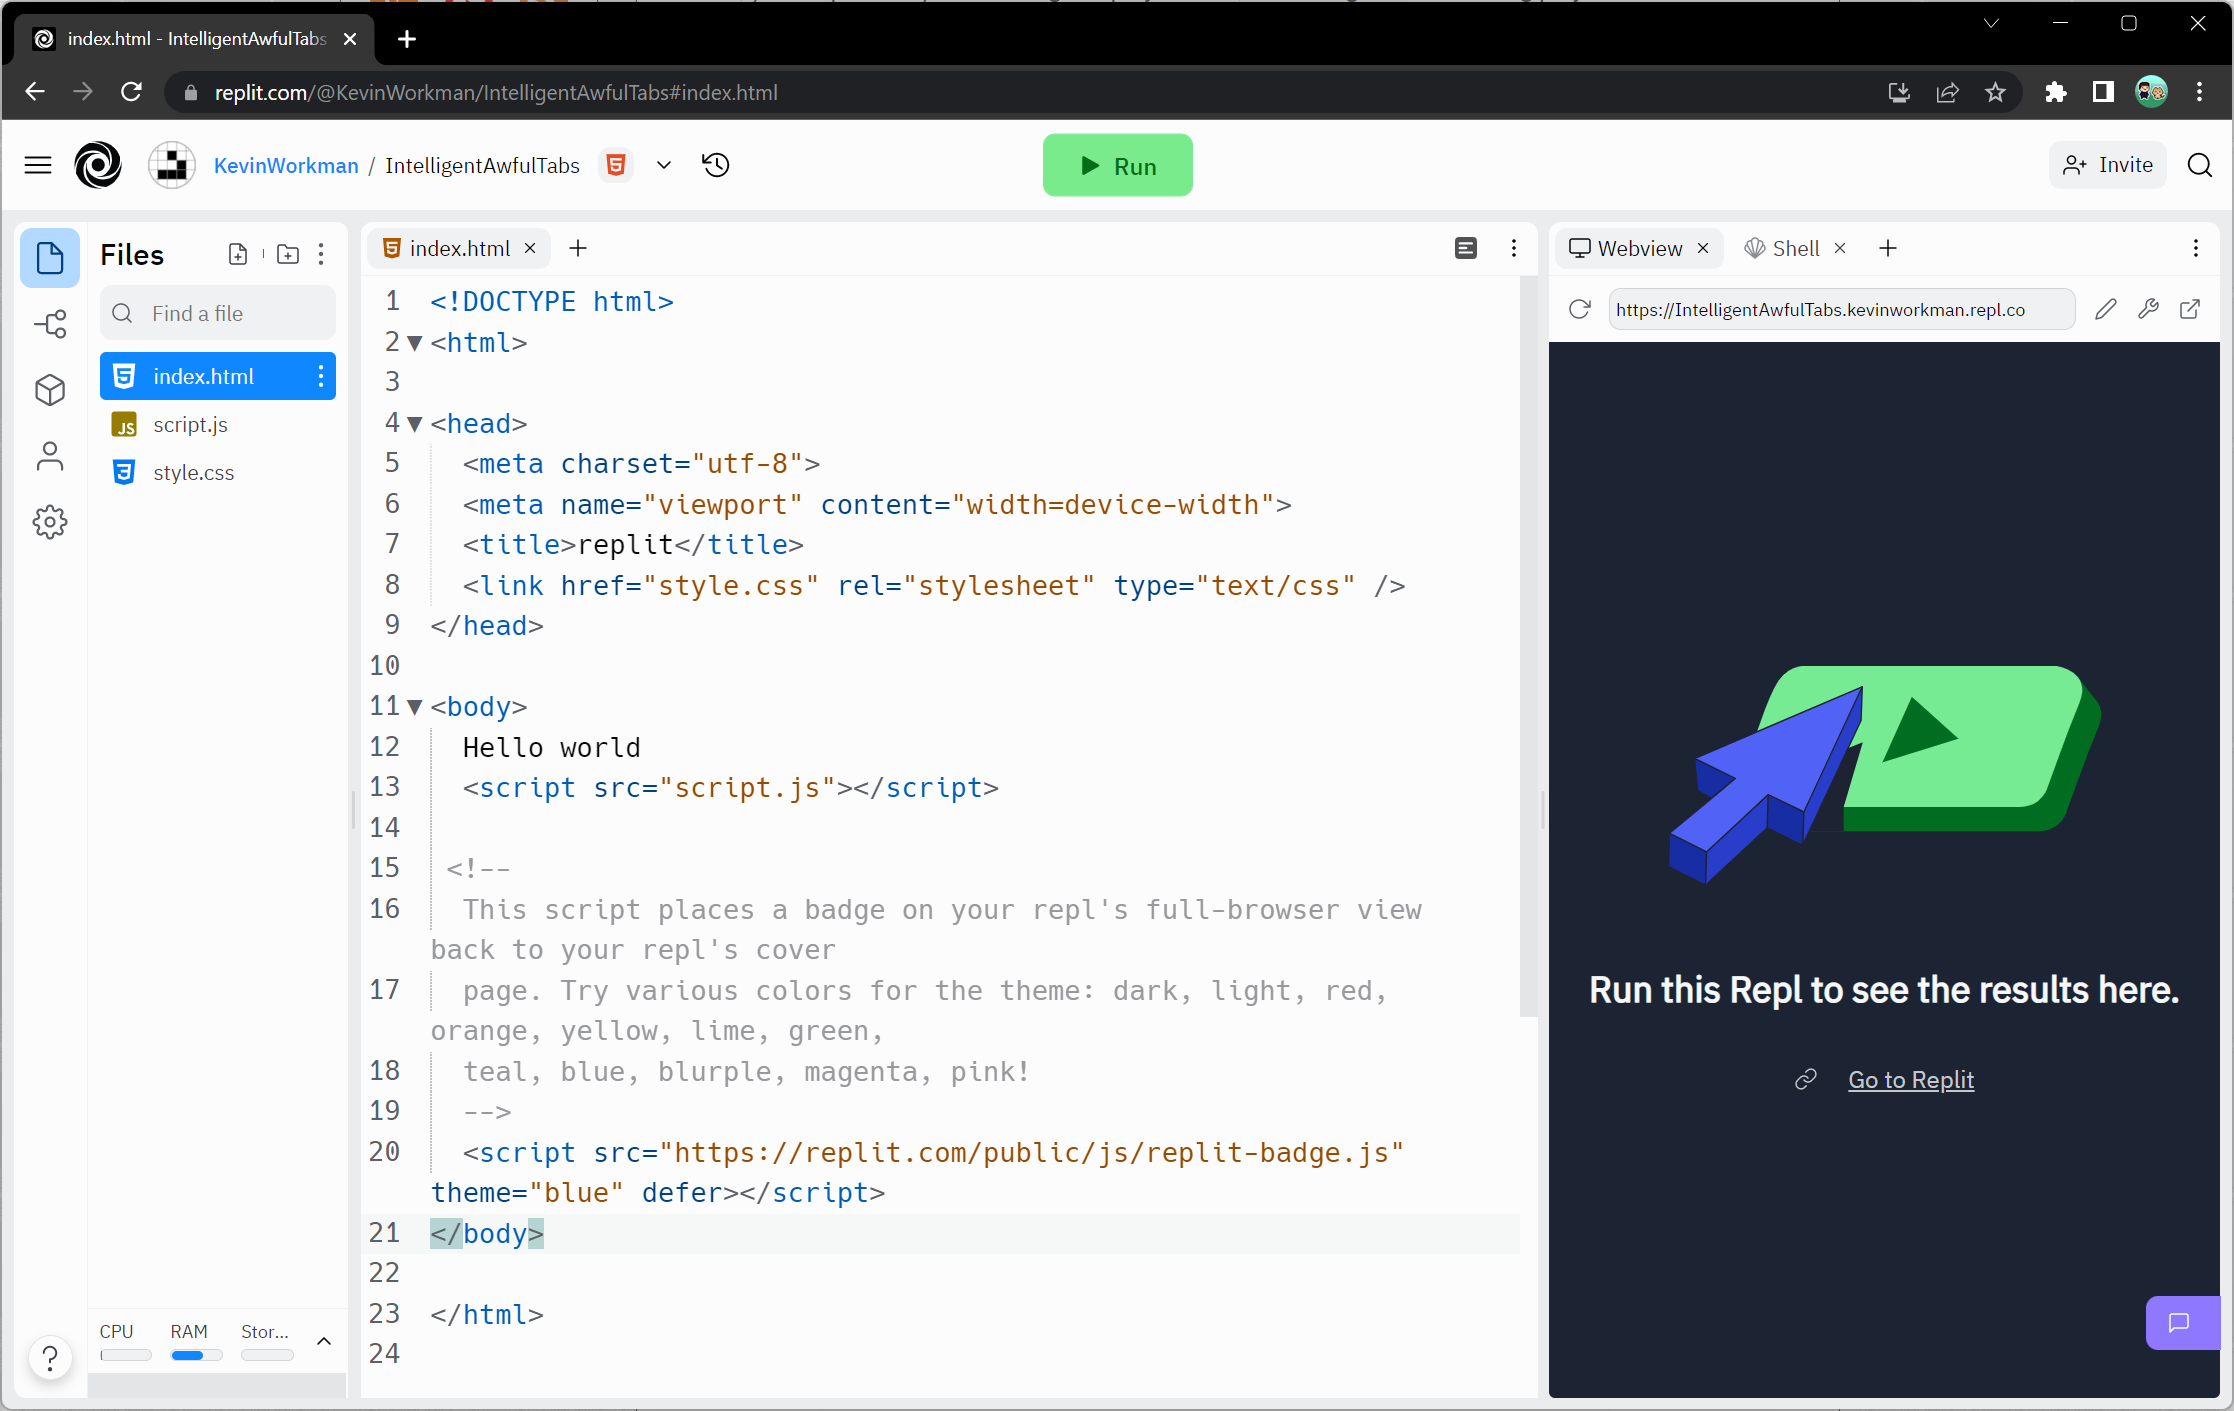 index.html - IntelligentAwfulTabs
replit.com/@KevinWorkman/IntelligentAwfulTabs#index.html
KevinWorkman / IntelligentAwfulTabs
Run
Invite
Files
Find a file
index.html
script.js
style.css
CPU RAM Stor...
?
index.html
1 <!DOCTYPE html>
2 <html>
3
4 <head>
5 <meta charset="utf-8">
6 <meta name="viewport" content="width=device-width">
7 <title>replit</title>
8 <link href="style.css" rel="stylesheet" type="text/css" />
9 </head>
10
11 <body>
12 Hello world
13 <script src="script.js"></script>
14
15 <!--
16 This script places a badge on your repl's full-browser view
back to your repl's cover
17 page. Try various colors for the theme: dark, light, red,
orange, yellow, lime, green,
18 teal, blue, blurple, magenta, pink!
19 -->
20 <script src="https://replit.com/public/js/replit-badge.js"
theme="blue" defer></script>
21 </body>
22
23 </html>
24
Webview Shell
https://IntelligentAwfulTabs.kevinworkman.repl.co
Run this Repl to see the results here.
Go to Replit